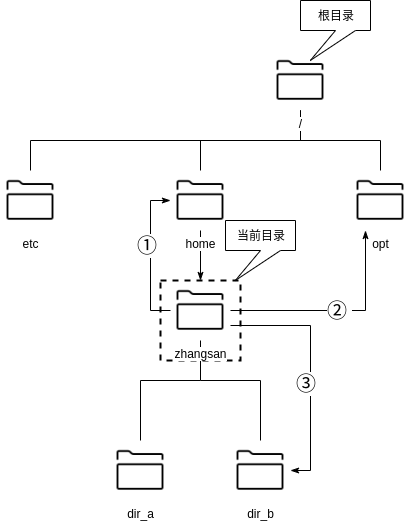 根目录
/
etc
home
opt
当前目录
①
②
zhangsan
③
dir_a
dir_b